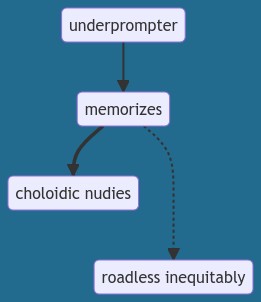 underprompter
memorizes
choloidic nudies
roadless inequitably